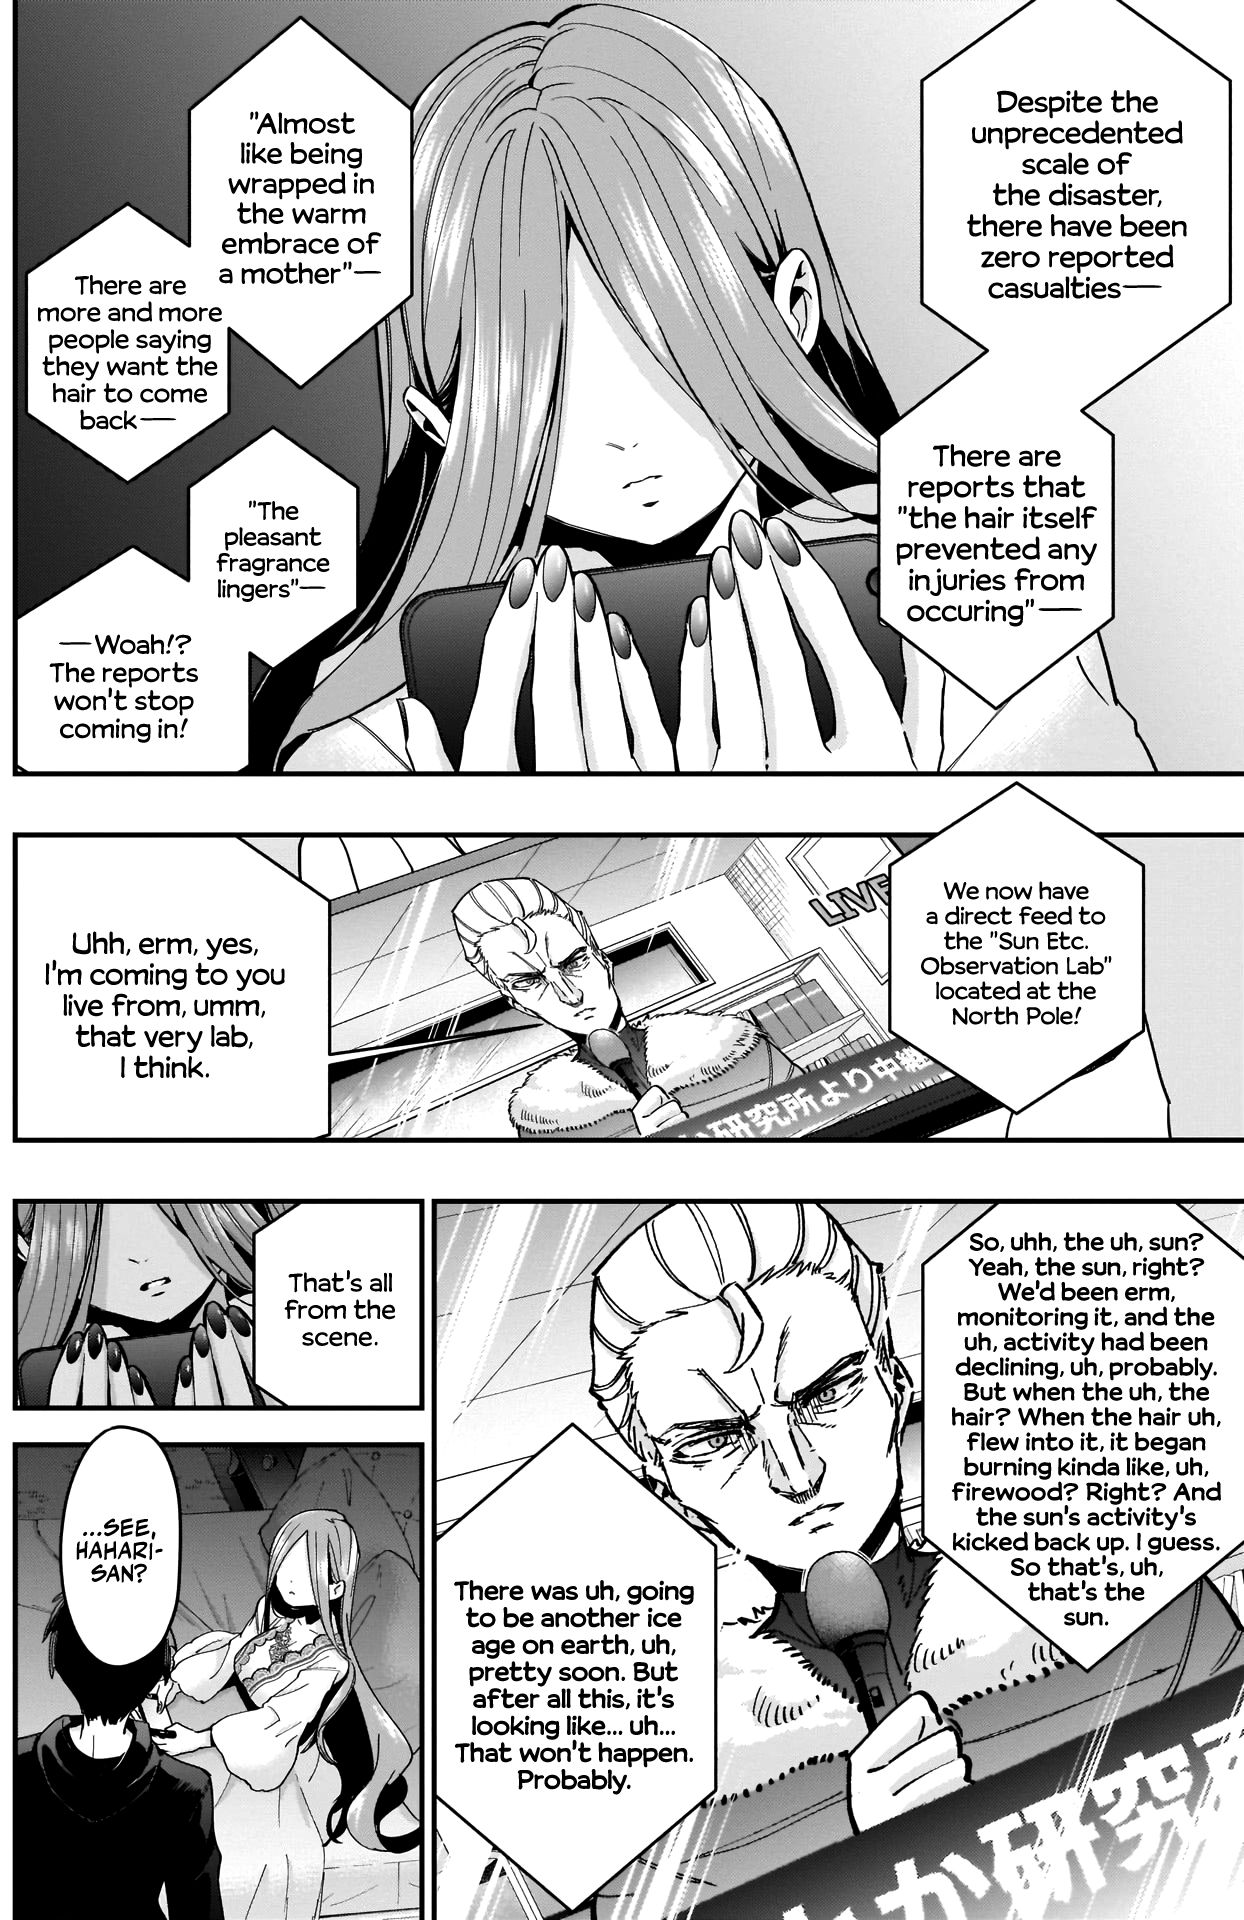 Despite the
unprecedented
scale of
the disaster,
there have been
zero reported
casualties—
There are
reports that
"the hair itself
prevented any
injuries from
occuring"—
"Almost
like being
wrapped in
the warm
embrace of
a mother"—
There are
more and more
people saying
they want the
hair to come
back—
"The
pleasant
fragrance
lingers"—
—Woah!?
The reports
won't stop
coming in!
We now have
a direct feed to
the "Sun Etc.
Observation Lab"
located at the
North Pole!
LIVE
か研究所より中継
Uhh, erm, yes,
I'm coming to you
live from, umm,
that very lab,
I think.
So, uhh, the uh, sun?
Yeah, the sun, right?
We'd been erm,
monitoring it, and the
uh, activity had been
declining, uh, probably.
But when the uh, the
hair? When the hair uh,
flew into it, it began
burning kinda like, uh,
firewood? Right? And
the sun's activity's
kicked back up. I guess.
So that's, uh,
that's the
sun.
There was uh, going
to be another ice
age on earth, uh,
pretty soon. But
after all this, it's
looking like... uh...
That won't happen.
Probably.
か研究
That's all
from the
scene.
...SEE,
HAHARI-
SAN?